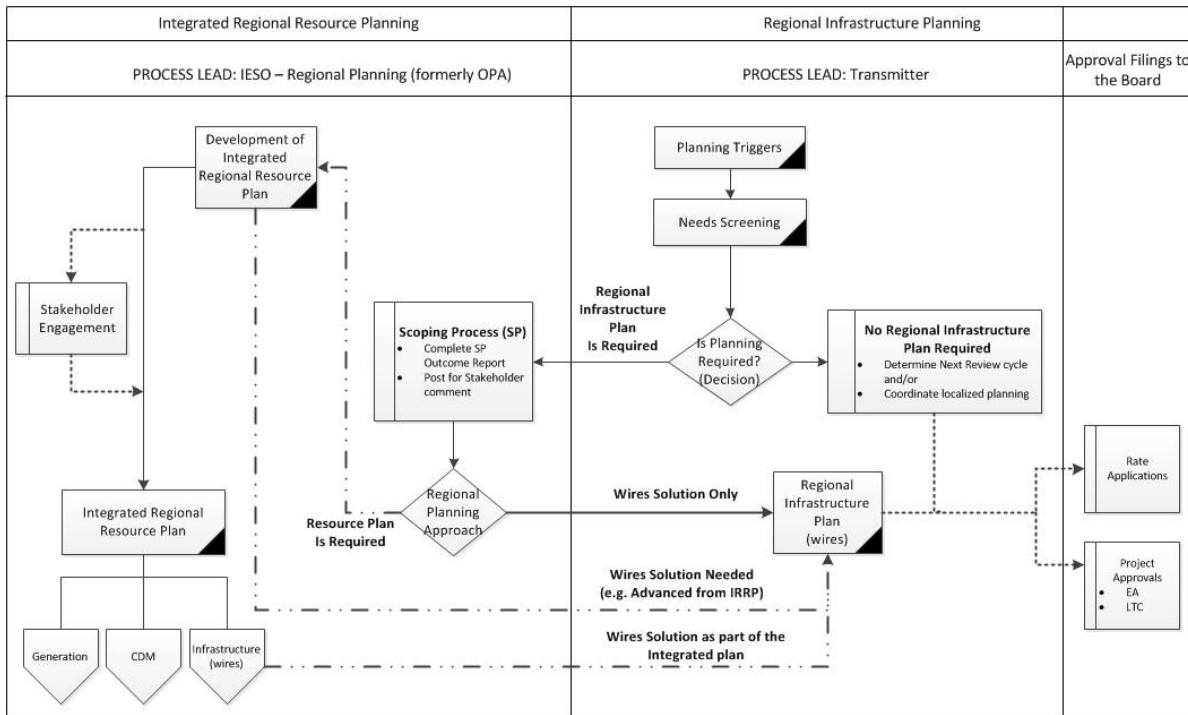 Integrated Regional Resource Planning
Regional Infrastructure Planning
PROCESS LEAD: IESO – Regional Planning (formerly OPA)
PROCESS LEAD: Transmitter
Approval Filings to
the Board
Development of
Integrated
Regional Resource
Plan
Planning Triggers
Needs Screening
Stakeholder
Engagement
Scoping Process (SP)
• Complete SP
Outcome Report
• Post for Stakeholder
comment
Regional
Infrastructure
Plan
Is Required
Is Planning
Required?
(Decision)
No Regional Infrastructure
Plan Required
• Determine Next Review cycle
and/or
• Coordinate localized planning
Integrated Regional
Resource Plan
Resource Plan
Is Required
Regional
Planning
Approach
Wires Solution Only
Regional
Infrastructure
Plan
(wires)
Rate
Applications
Wires Solution Needed
(e.g. Advanced from IRRP)
Project
Approvals
• EA
• LTC
Generation
CDM
Infrastructure
(wires)
Wires Solution as part of the
Integrated plan